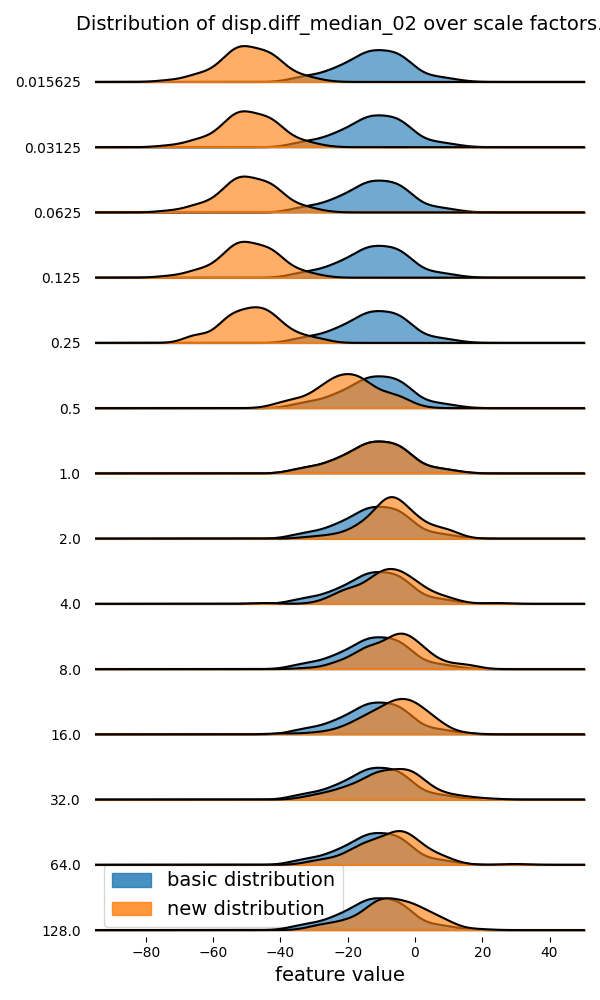 Distribution of disp.diff_median_02 over scale factors.
0.015625
0.03125
0.0625
0.125
0.25
0.5
1.0
2.0
4.0
8.0
16.0
32.0
64.0
basic distribution
new distribution
128.0
−80 −60 −40 −20 0 20 40
feature value